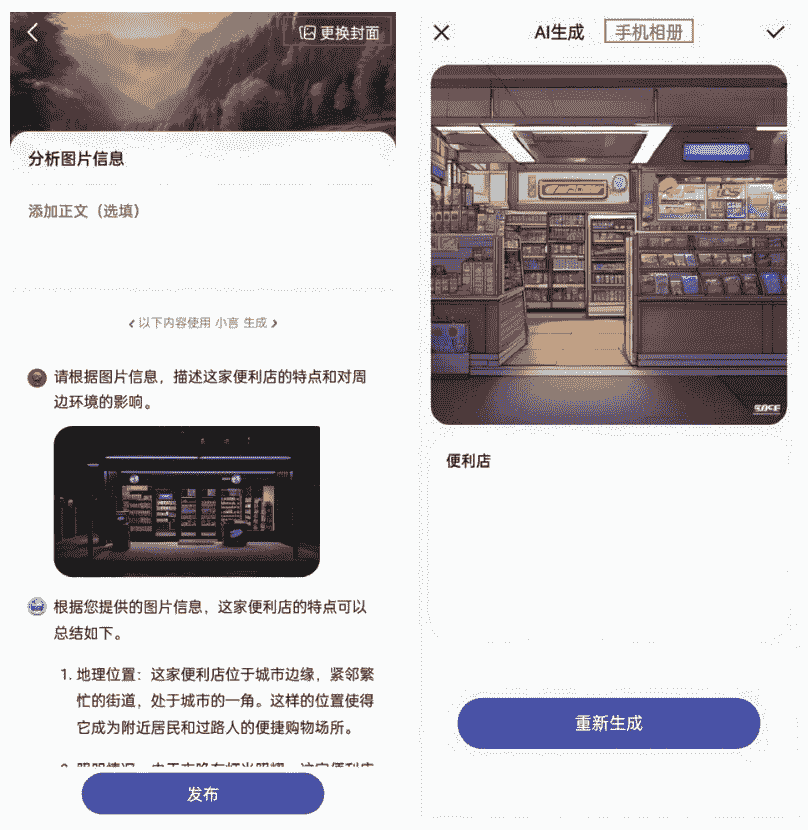 更换封面
分析图片信息
添加正文（选填）
以下内容使用 小言 生成
请根据图片信息，描述这家便利店的特点和对周
边环境的影响。
根据您提供的图片信息，这家便利店的特点可以
总结如下。
1. 地理位置：这家便利店位于城市边缘，紧邻繁
忙的街道，处于城市的一角。这样的位置使得
它成为附近居民和过路人的便捷购物场所。
发布
AI生成 手机相册
便利店
重新生成